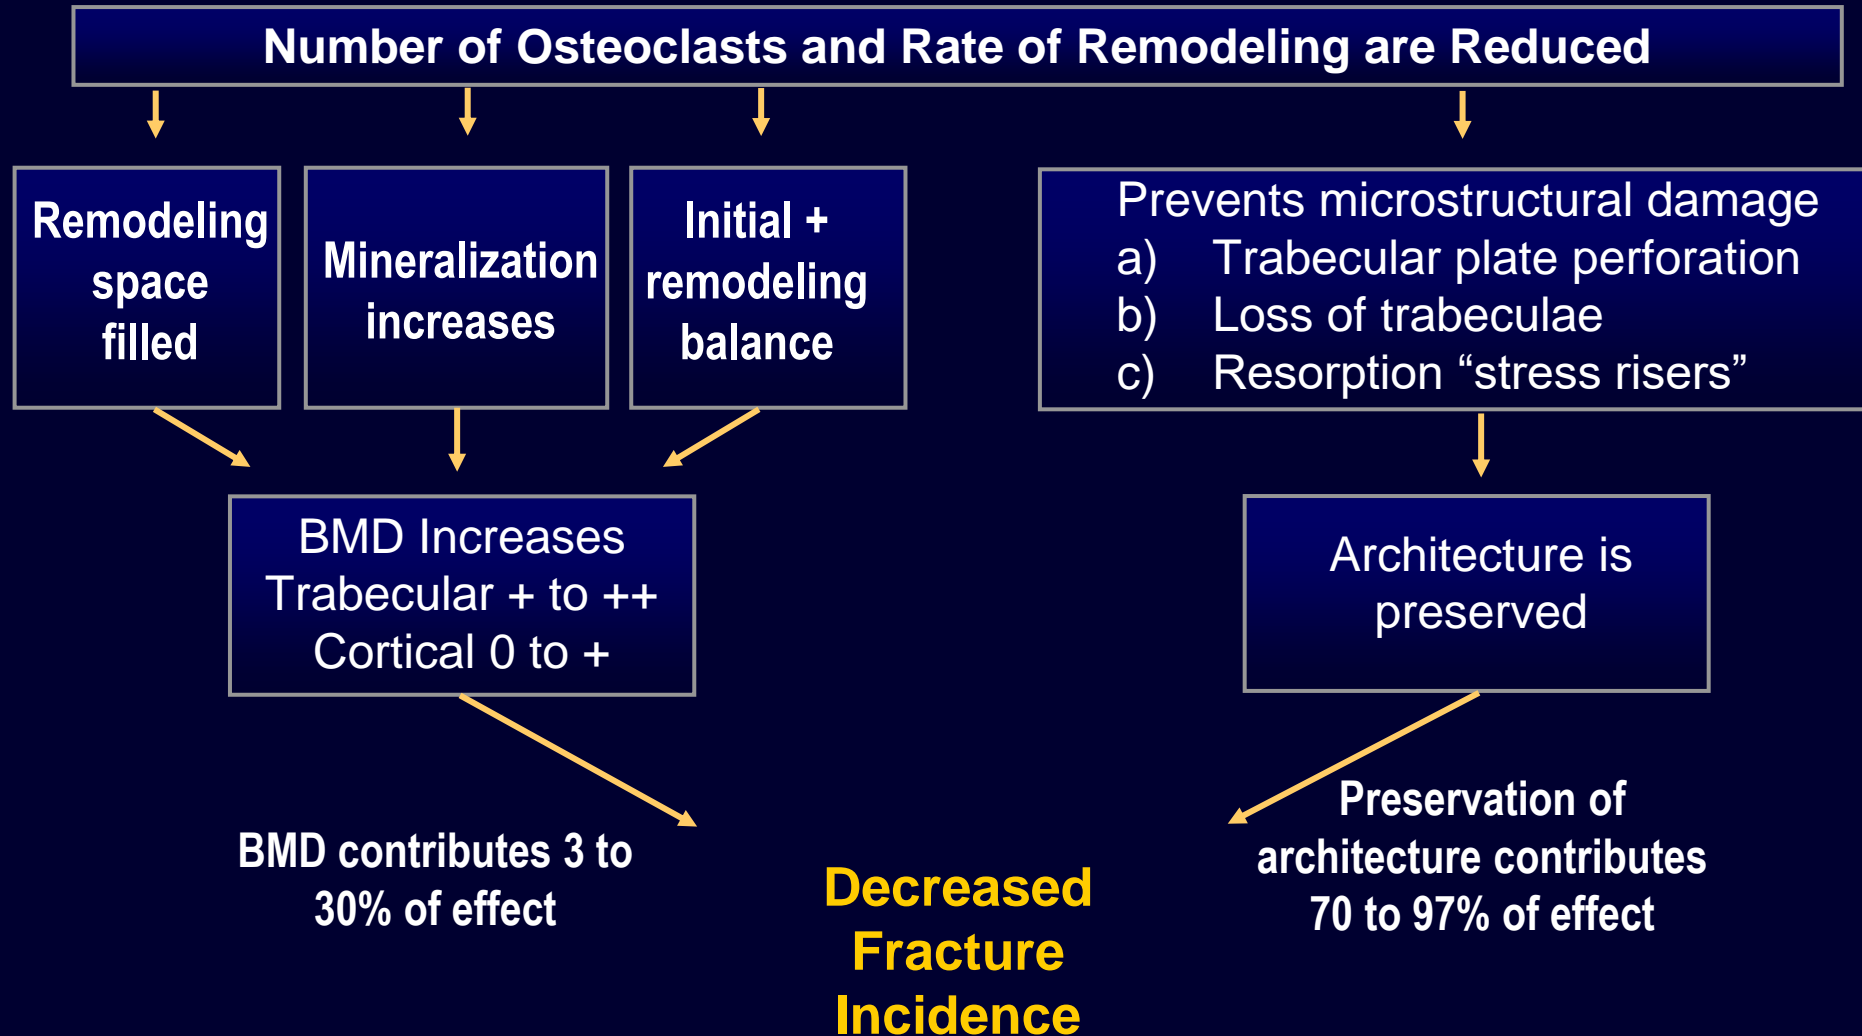 Number of Osteoclasts and Rate of Remodeling are Reduced
Remodeling
space
filled
Mineralization
increases
Initial +
remodeling
balance
Prevents microstructural damage
a) Trabecular plate perforation
b) Loss of trabeculae
c) Resorption “stress risers”
BMD Increases
Trabecular + to ++
Cortical 0 to +
Architecture is
preserved
BMD contributes 3 to
30% of effect
Decreased
Fracture
Incidence
Preservation of
architecture contributes
70 to 97% of effect